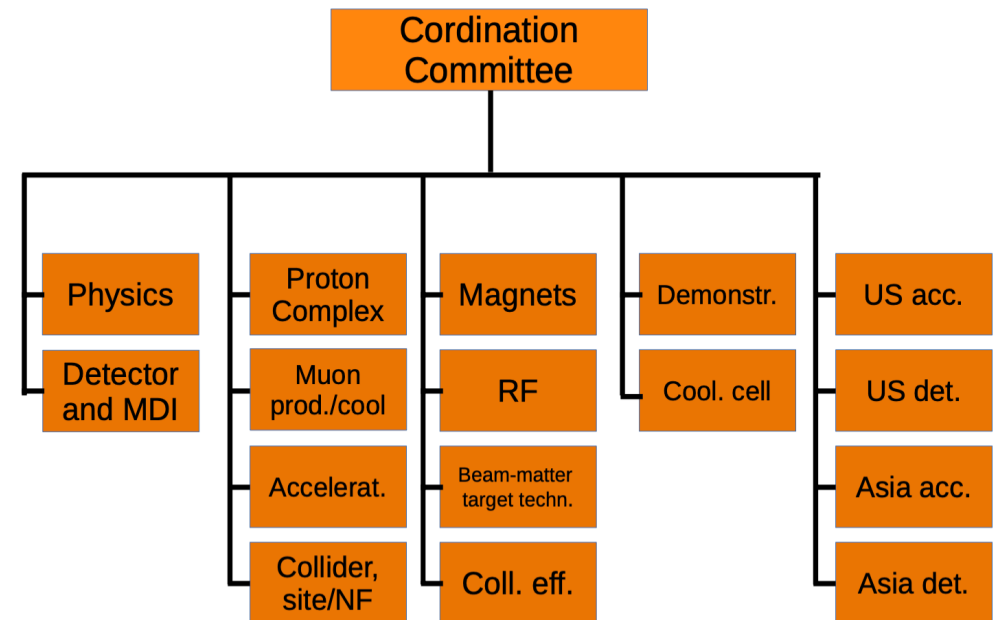 Cordination
Committee
Physics
Detector
and MDI
Proton
Complex
Muon
prod./cool
Accelerat.
Collider,
site/NF
Magnets
RF
Beam-matter
target techn.
Coll. eff.
Demonstr.
Cool. cell
US acc.
US det.
Asia acc.
Asia det.